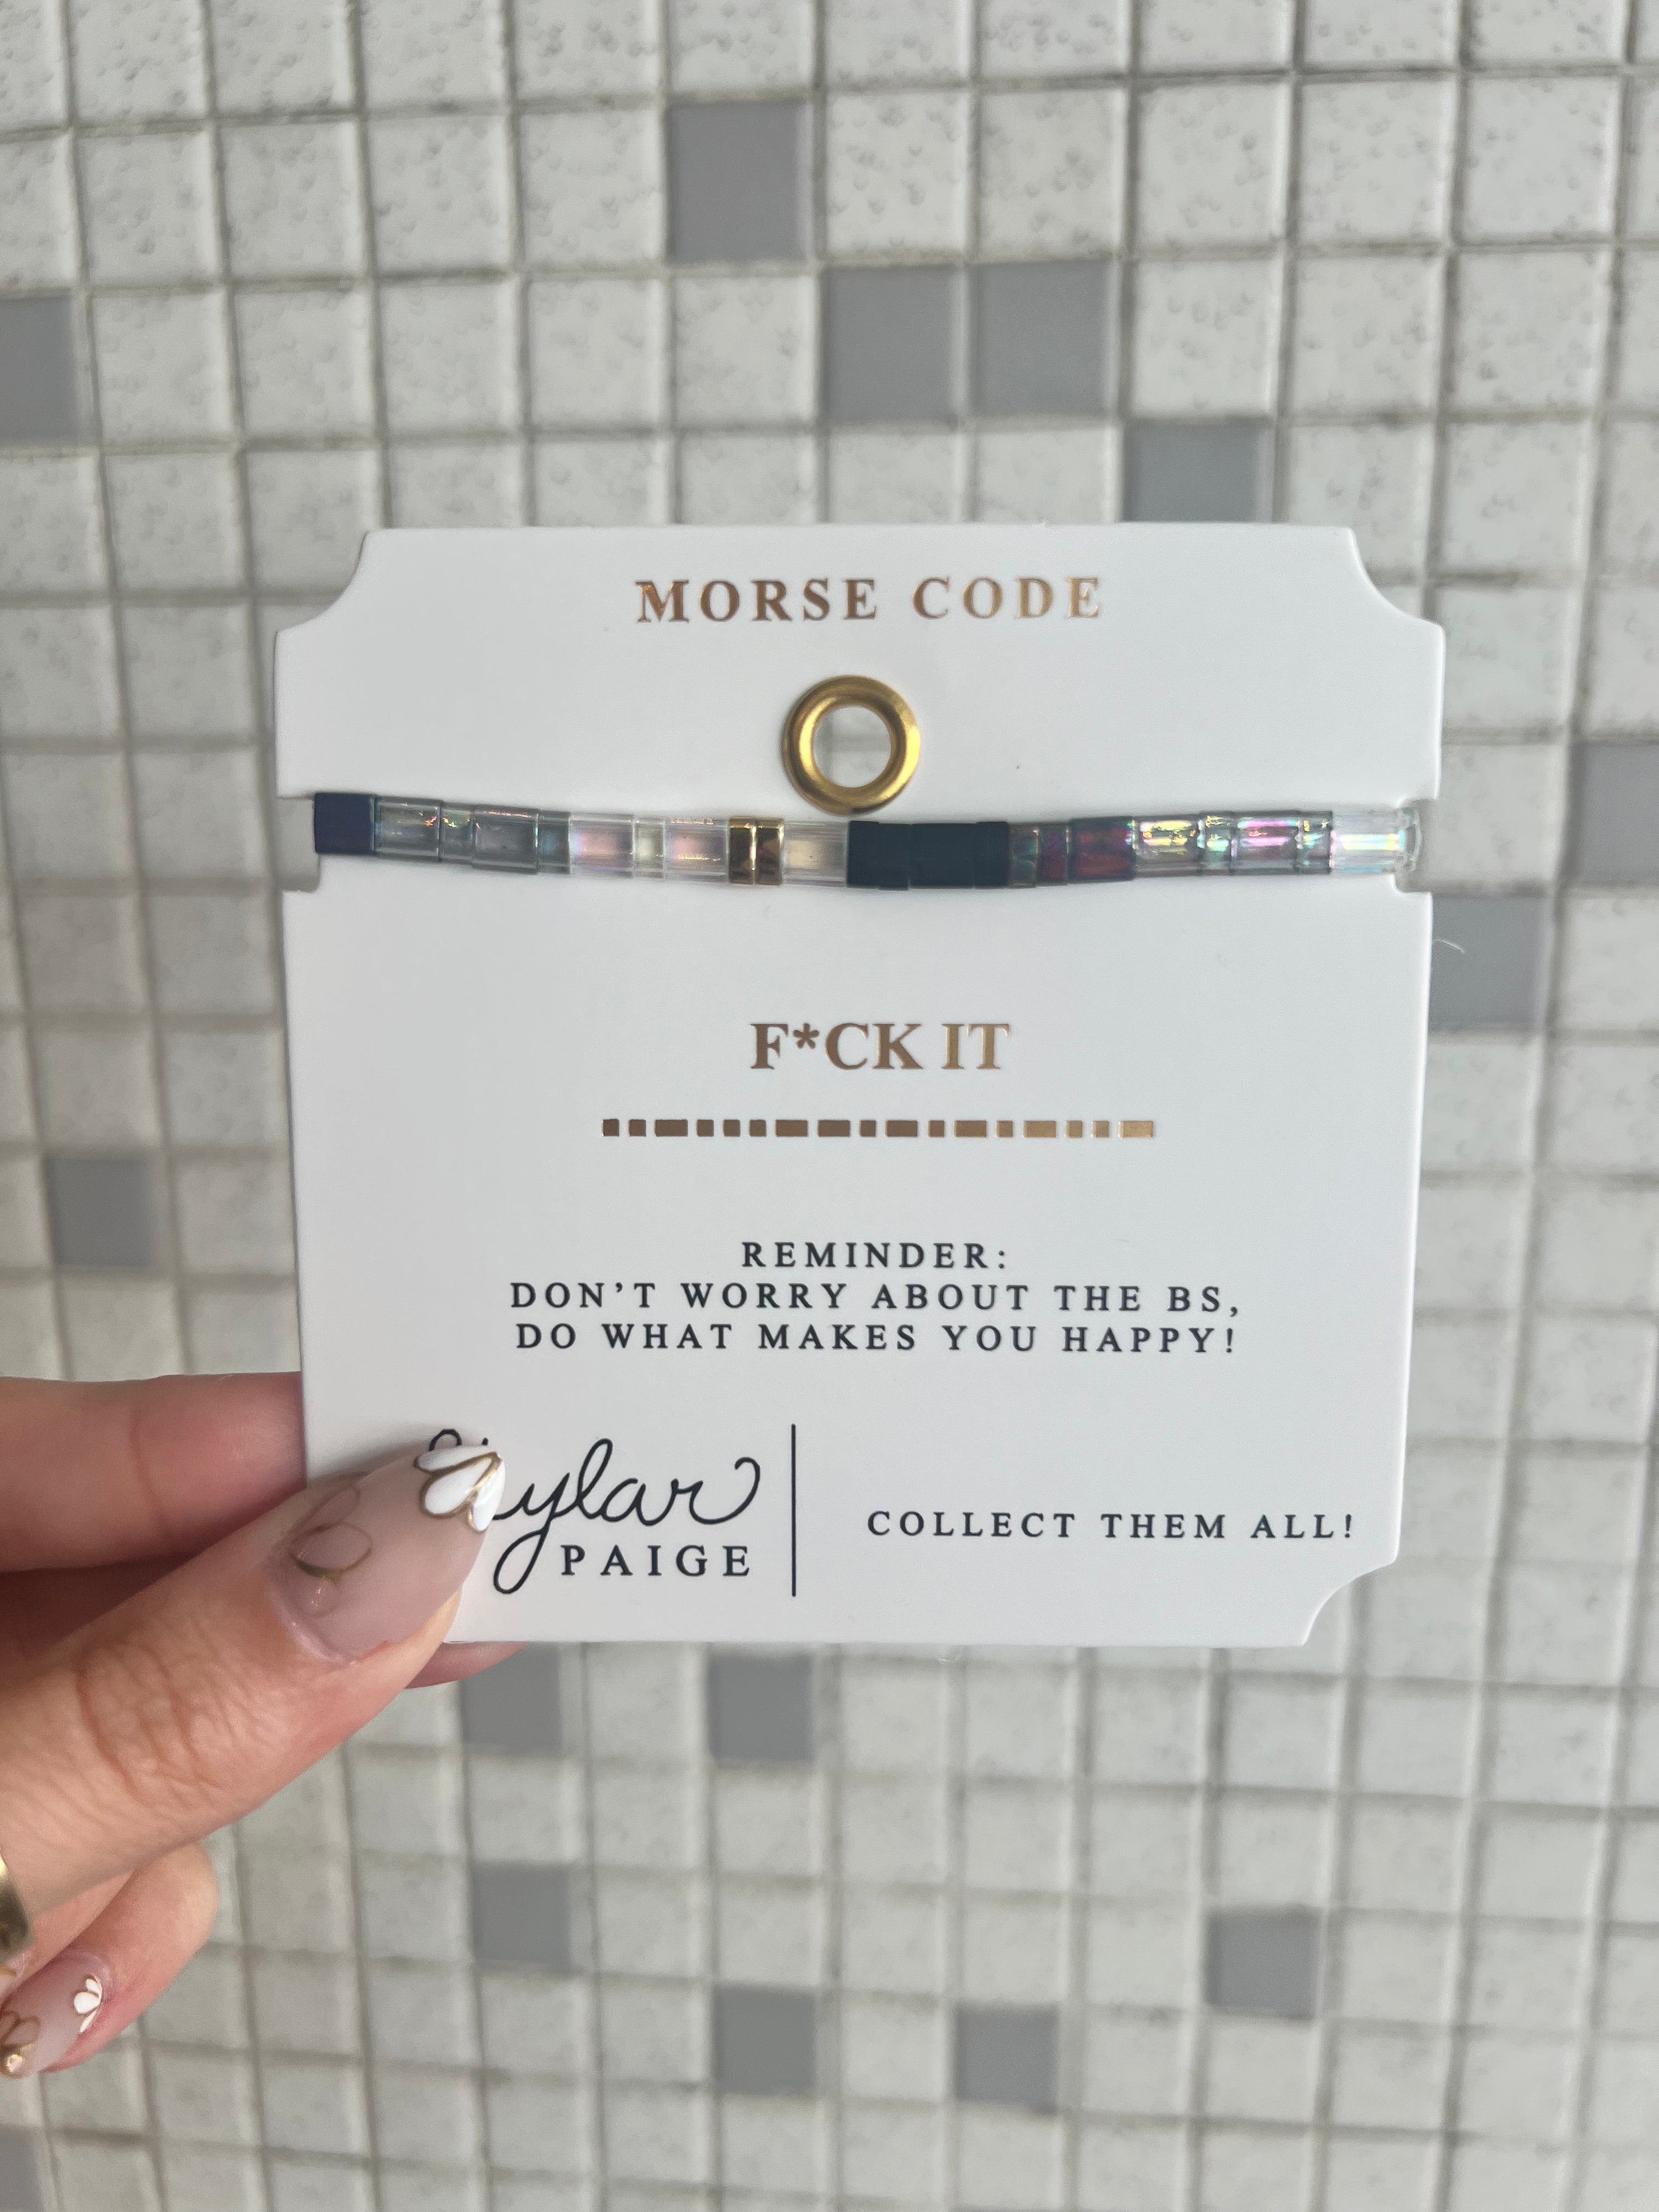 MORSE CODE
F*CK IT
REMINDER:
DON'T WORRY ABOUT THE BS,
DO WHAT MAKES YOU HAPPY!
PAIGE
COLLECT THEM ALL!